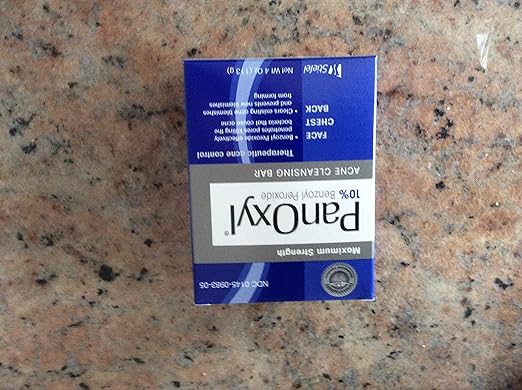 NDC 0145-0983-05
Maximum Strength
PanOxyl®
10% Benzoyl Peroxide
ACNE CLEANSING BAR
Therapeutic acne control
FACE
CHEST
BACK
• Benzoyl Peroxide effectively
penetrates pores killing the
bacteria that cause acne
• Clears existing acne blemishes
and prevents new blemishes
from forming
Stiefel
Net Wt 4 Oz (113 g)